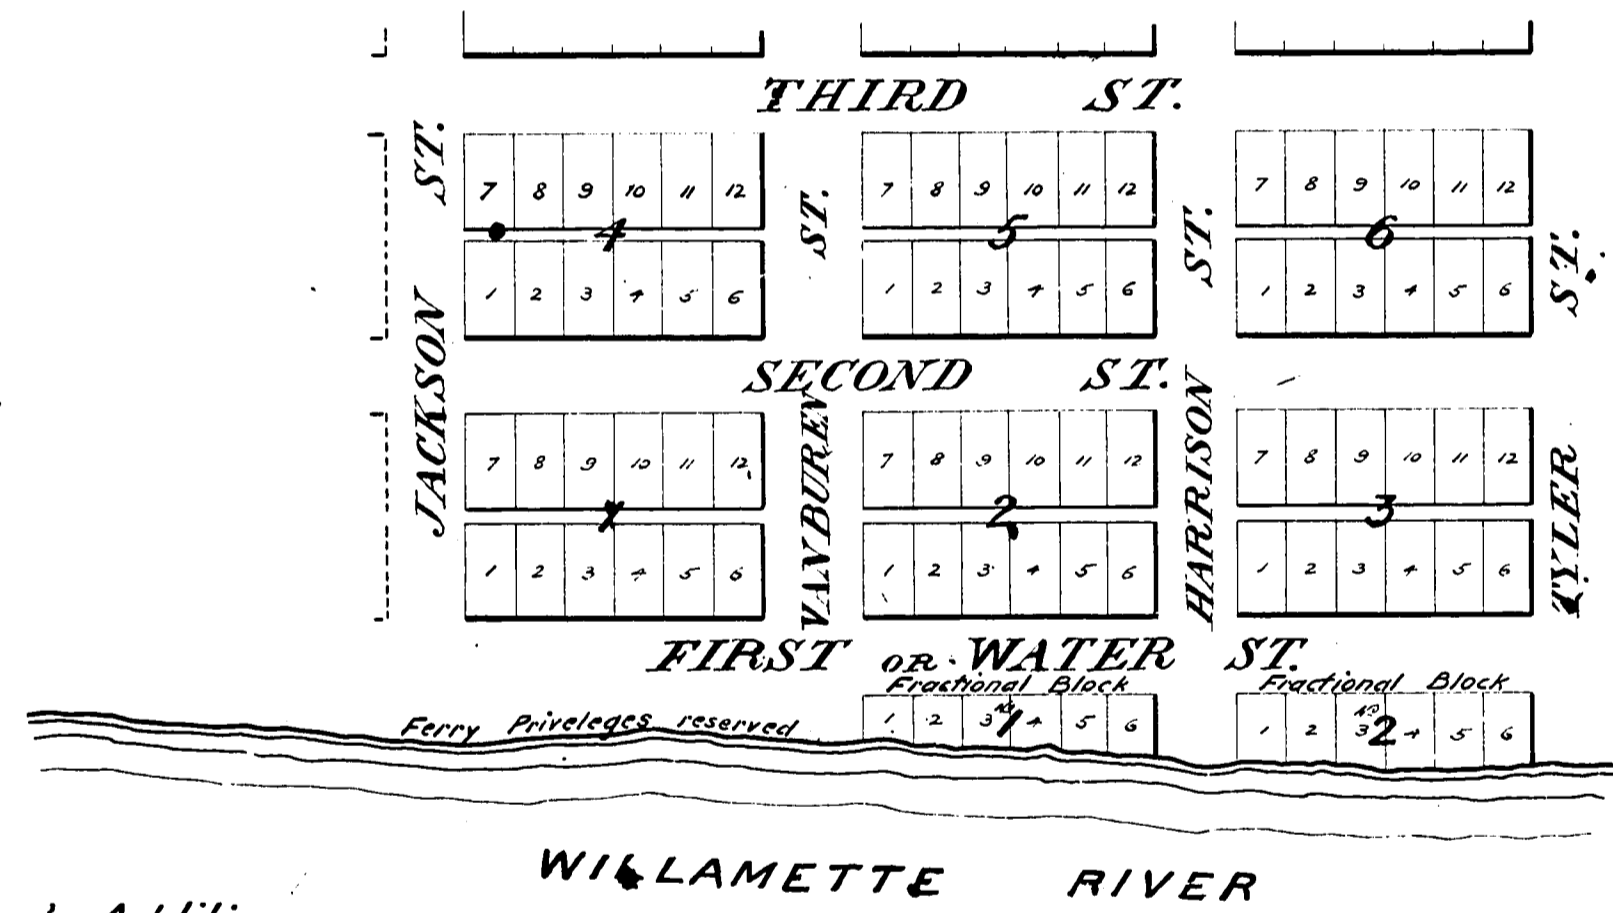 THIRD ST.
JACKSON ST.
7 8 9 10 11 12
4
1 2 3 4 5 6
VAN BUREN ST.
7 8 9 10 11 12
5
1 2 3 4 5 6
HARRISON ST.
7 8 9 10 11 12
6
1 2 3 4 5 6
TYLER ST.
SECOND ST.
7 8 9 10 11 12
1
1 2 3 4 5 6
7 8 9 10 11 12
2
1 2 3 4 5 6
7 8 9 10 11 12
3
1 2 3 4 5 6
FIRST OR WATER ST.
Fractional Block
No 1
1 2 3 4 5 6
Fractional Block
No 2
1 2 3 4 5 6
Ferry Priveleges reserved
WILLAMETTE RIVER